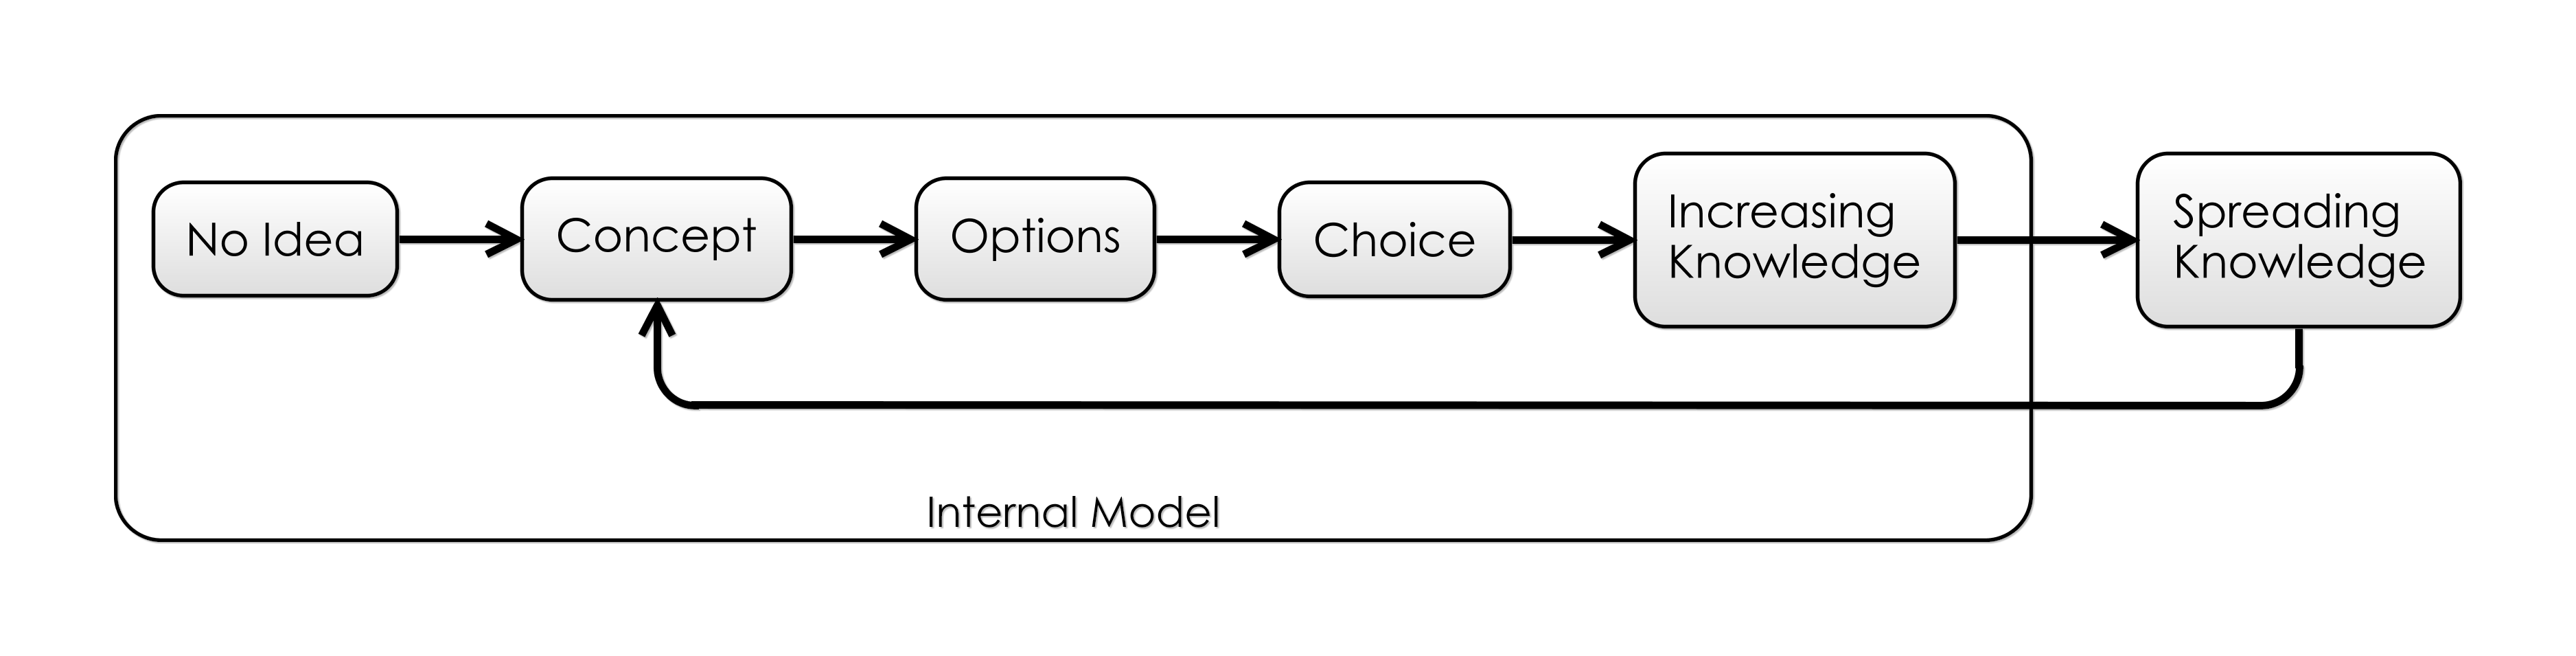 No Idea
Concept
Options
Choice
Increasing
Knowledge
Spreading
Knowledge
Internal Model